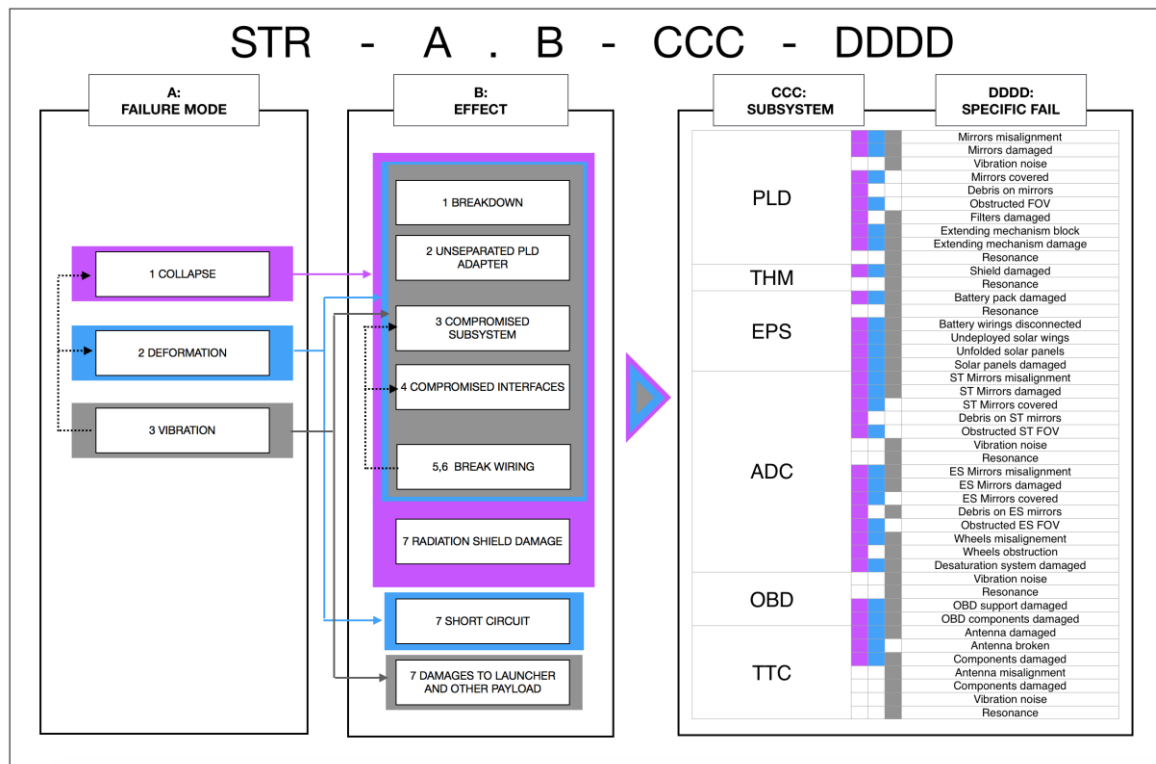 STR - A . B - CCC - DDDD
A:
FAILURE MODE
1 COLLAPSE
2 DEFORMATION
3 VIBRATION
B:
EFFECT
1 BREAKDOWN
2 UNSEPARATED PLD
ADAPTER
3 COMPROMISED
SUBSYSTEM
4 COMPROMISED INTERFACES
5,6 BREAK WIRING
7 RADIATION SHIELD DAMAGE
7 SHORT CIRCUIT
7 DAMAGES TO LAUNCHER
AND OTHER PAYLOAD
CCC:
SUBSYSTEM
DDDD:
SPECIFIC FAIL
PLD
Mirrors misalignment
Mirrors damaged
Vibration noise
Mirrors covered
Debris on mirrors
Obstructed FOV
Filters damaged
Extending mechanism block
Extending mechanism damage
Resonance
THM
Shield damaged
Resonance
EPS
Battery pack damaged
Resonance
Battery wirings disconnected
Undeployed solar wings
Unfolded solar panels
Solar panels damaged
ADC
ST Mirrors misalignment
ST Mirrors damaged
ST Mirrors covered
Debris on ST mirrors
Obstructed ST FOV
Vibration noise
Resonance
ES Mirrors misalignment
ES Mirrors damaged
ES Mirrors covered
Debris on ES mirrors
Obstructed ES FOV
Wheels misalignement
Wheels obstruction
Desaturation system damaged
OBD
Vibration noise
Resonance
OBD support damaged
OBD components damaged
TTC
Antenna damaged
Antenna broken
Components damaged
Antenna misalignment
Components damaged
Vibration noise
Resonance